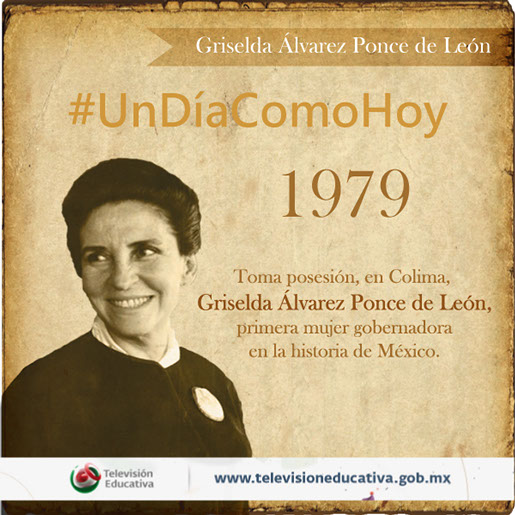 Griselda Álvarez Ponce de León
#UnDíaComoHoy
1979
Toma posesión, en Colima,
Griselda Álvarez Ponce de León,
primera mujer gobernadora
en la historia de México.
Televisión
Educativa
www.televisioneducativa.gob.mx